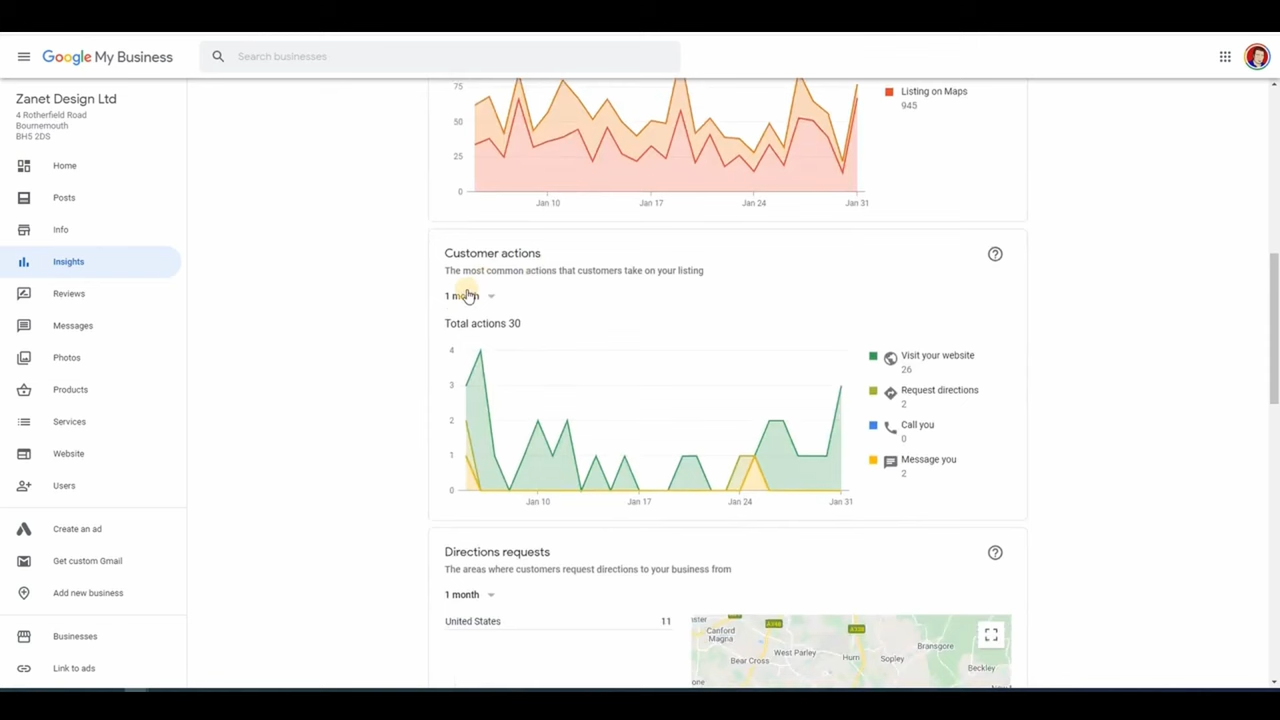 Google My Business
Search businesses
Zanet Design Ltd
4 Rotherfield Road
Bournemouth
BH5 2DS
Home
Posts
Info
Insights
Reviews
Messages
Photos
Products
Services
Website
Users
Create an ad
Get custom Gmail
Add new business
Businesses
Link to ads
75
50
25
0
Jan 10
Jan 17
Jan 24
Jan 31
Listing on Maps
945
Customer actions
The most common actions that customers take on your listing
1 month
Total actions 30
4
3
2
1
0
Jan 10
Jan 17
Jan 24
Jan 31
Visit your website
26
Request directions
2
Call you
0
Message you
2
Directions requests
The areas where customers request directions to your business from
1 month
United States 11
Canford
Magna
Bear Cross
West Parley
Hurn
Sopley
Bransgore
Beckley